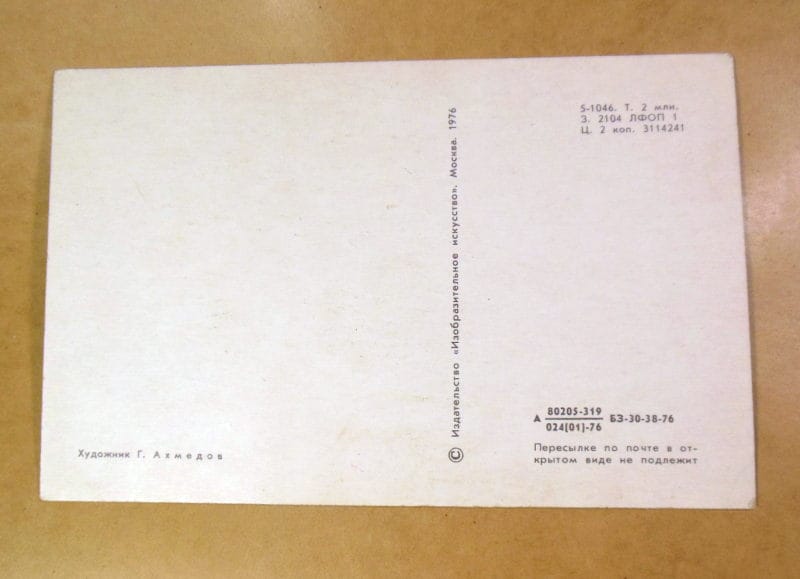 5-1046. Т. 2 млн.
З. 2104 ЛФОП 1
Ц. 2 коп. 3114241
© Издательство «Изобразительное искусство». Москва. 1976
А 80205-319 БЗ-30-38-76
024(01)-76
Художник Г. Ахмедов
Пересылке по почте в от-
крытом виде не подлежит